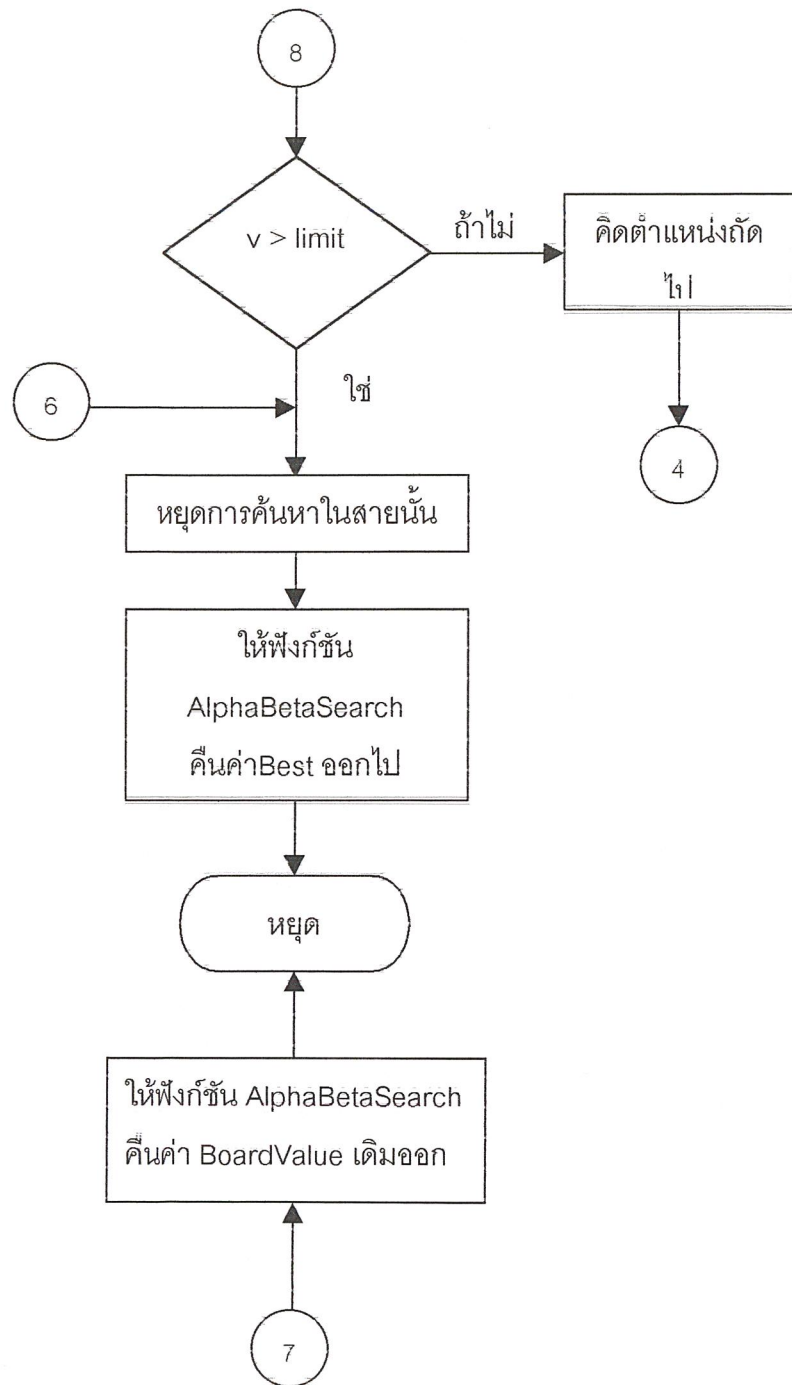 8
v > limit
ถ้าไม่
คิดตำแหน่งถัด
ไป
ใช่
6
4
หยุดการค้นหาในสายนั้น
ให้ฟังก์ชัน
AlphaBetaSearch
คืนค่าBest ออกไป
หยุด
ให้ฟังก์ชัน AlphaBetaSearch
คืนค่า BoardValue เดิมออก
7